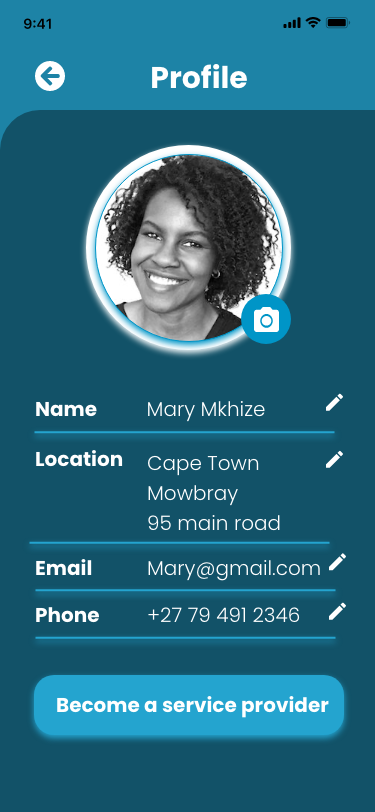 9:41
Profile
Name Mary Mkhize
Location Cape Town
Mowbray
95 main road
Email Mary@gmail.com
Phone +27 79 491 2346
Become a service provider